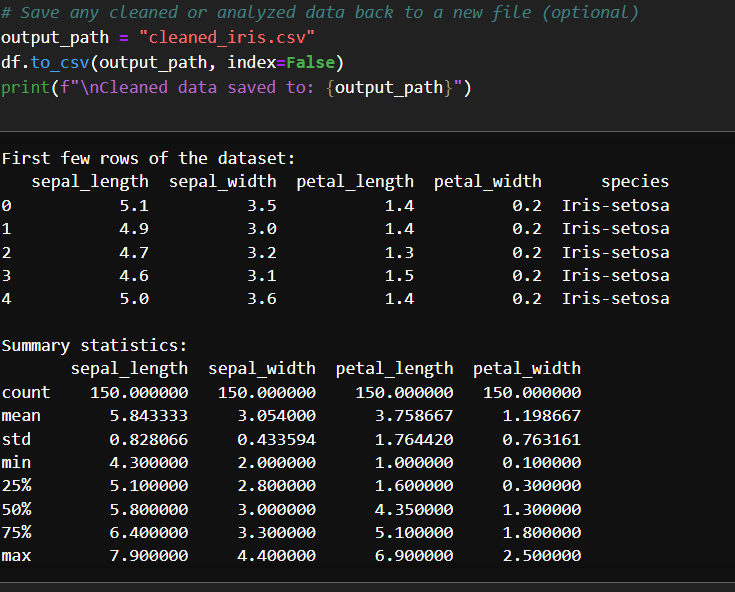 # Save any cleaned or analyzed data back to a new file (optional)
output_path = "cleaned_iris.csv"
df.to_csv(output_path, index=False)
print(f"\nCleaned data saved to: {output_path}")
First few rows of the dataset:
   sepal_length  sepal_width  petal_length  petal_width      species
0           5.1          3.5           1.4          0.2  Iris-setosa
1           4.9          3.0           1.4          0.2  Iris-setosa
2           4.7          3.2           1.3          0.2  Iris-setosa
3           4.6          3.1           1.5          0.2  Iris-setosa
4           5.0          3.6           1.4          0.2  Iris-setosa
Summary statistics:
       sepal_length  sepal_width  petal_length  petal_width
count    150.000000   150.000000    150.000000   150.000000
mean       5.843333     3.054000      3.758667     1.198667
std        0.828066     0.433594      1.764420     0.763161
min        4.300000     2.000000      1.000000     0.100000
25%        5.100000     2.800000      1.600000     0.300000
50%        5.800000     3.000000      4.350000     1.300000
75%        6.400000     3.300000      5.100000     1.800000
max        7.900000     4.400000      6.900000     2.500000